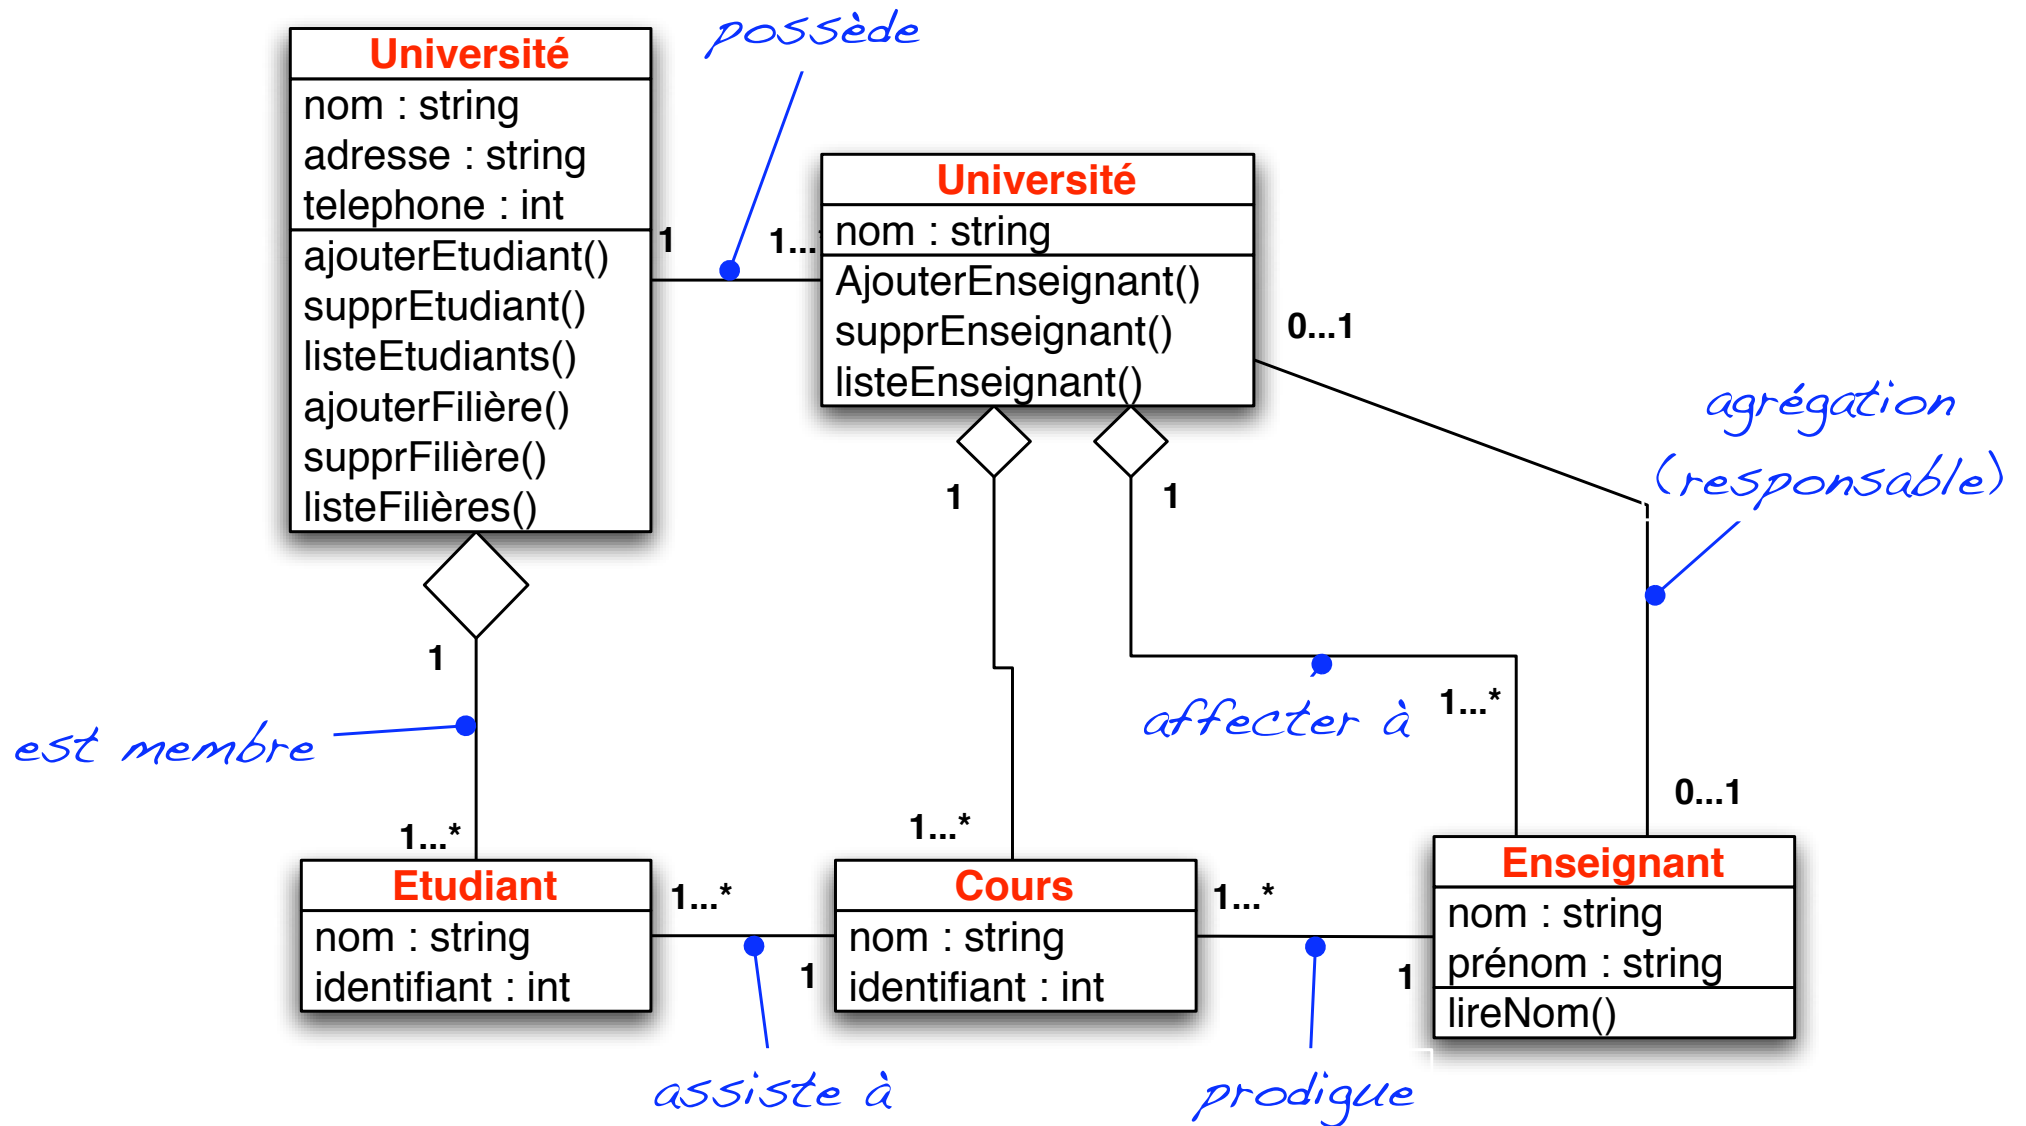 possède
Université
nom : string
adresse : string
telephone : int
ajouterEtudiant()
supprEtudiant()
listeEtudiants()
ajouterFilière()
supprFilière()
listeFilières()
1
1...*
Université
nom : string
AjouterEnseignant()
supprEnseignant()
listeEnseignant()
0...1
agrégation
(responsable)
1
1
1
affecter à
1...*
est membre
0...1
1...*
1...*
Etudiant
nom : string
identifiant : int
1...*
1
Cours
nom : string
identifiant : int
1...*
1
Enseignant
nom : string
prénom : string
lireNom()
assiste à
prodigue